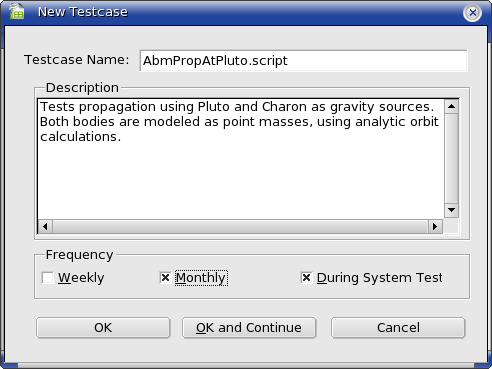 New Testcase
Testcase Name: AbmPropAtPluto.script
Description
Tests propagation using Pluto and Charon as gravity sources.
Both bodies are modeled as point masses, using analytic orbit
calculations.
Frequency
Weekly Monthly During System Test
OK OK and Continue Cancel